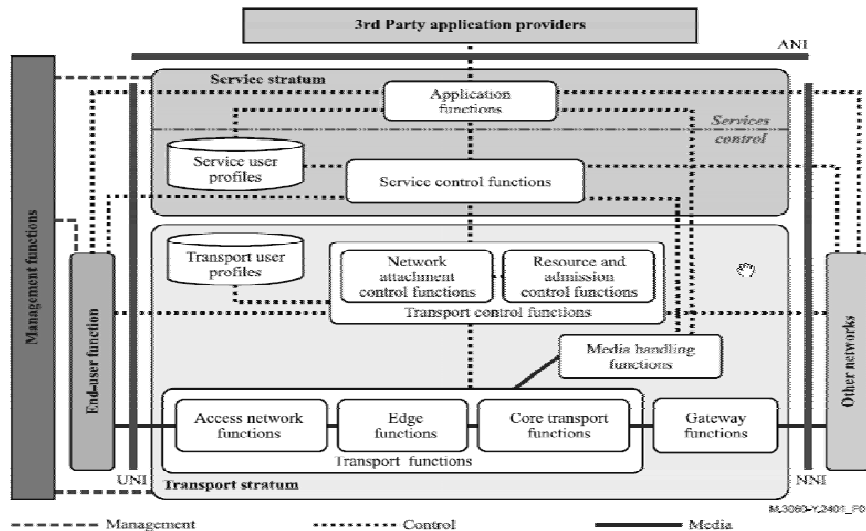 3rd Party application providers
ANI
Service stratum
Application
functions
Services
control
Service user
profiles
Service control functions
Management functions
Transport user
profiles
Network
attachment
control functions
Resource and
admission
control functions
Transport control functions
End-user function
Other networks
Media handling
functions
Access network
functions
Edge
functions
Core transport
functions
Gateway
functions
Transport functions
UNI
NNI
Transport stratum
Management
Control
Media